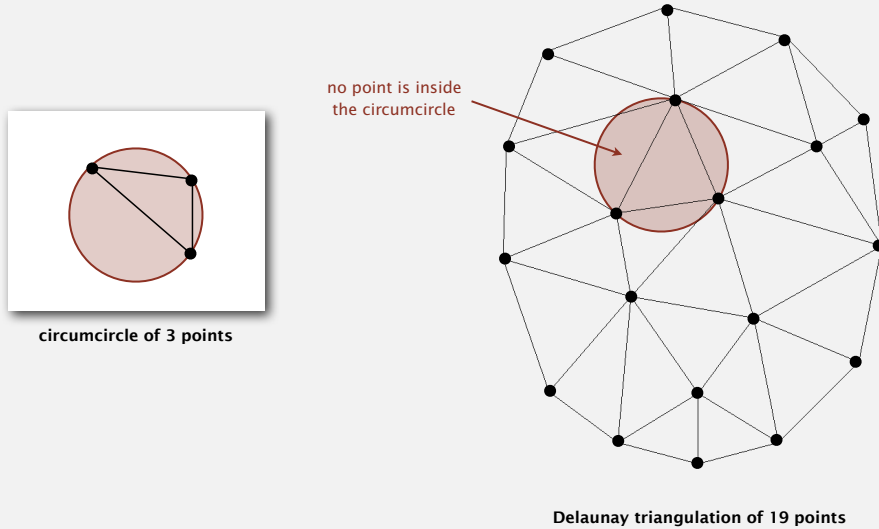 no point is inside
the circumcircle
circumcircle of 3 points
Delaunay triangulation of 19 points